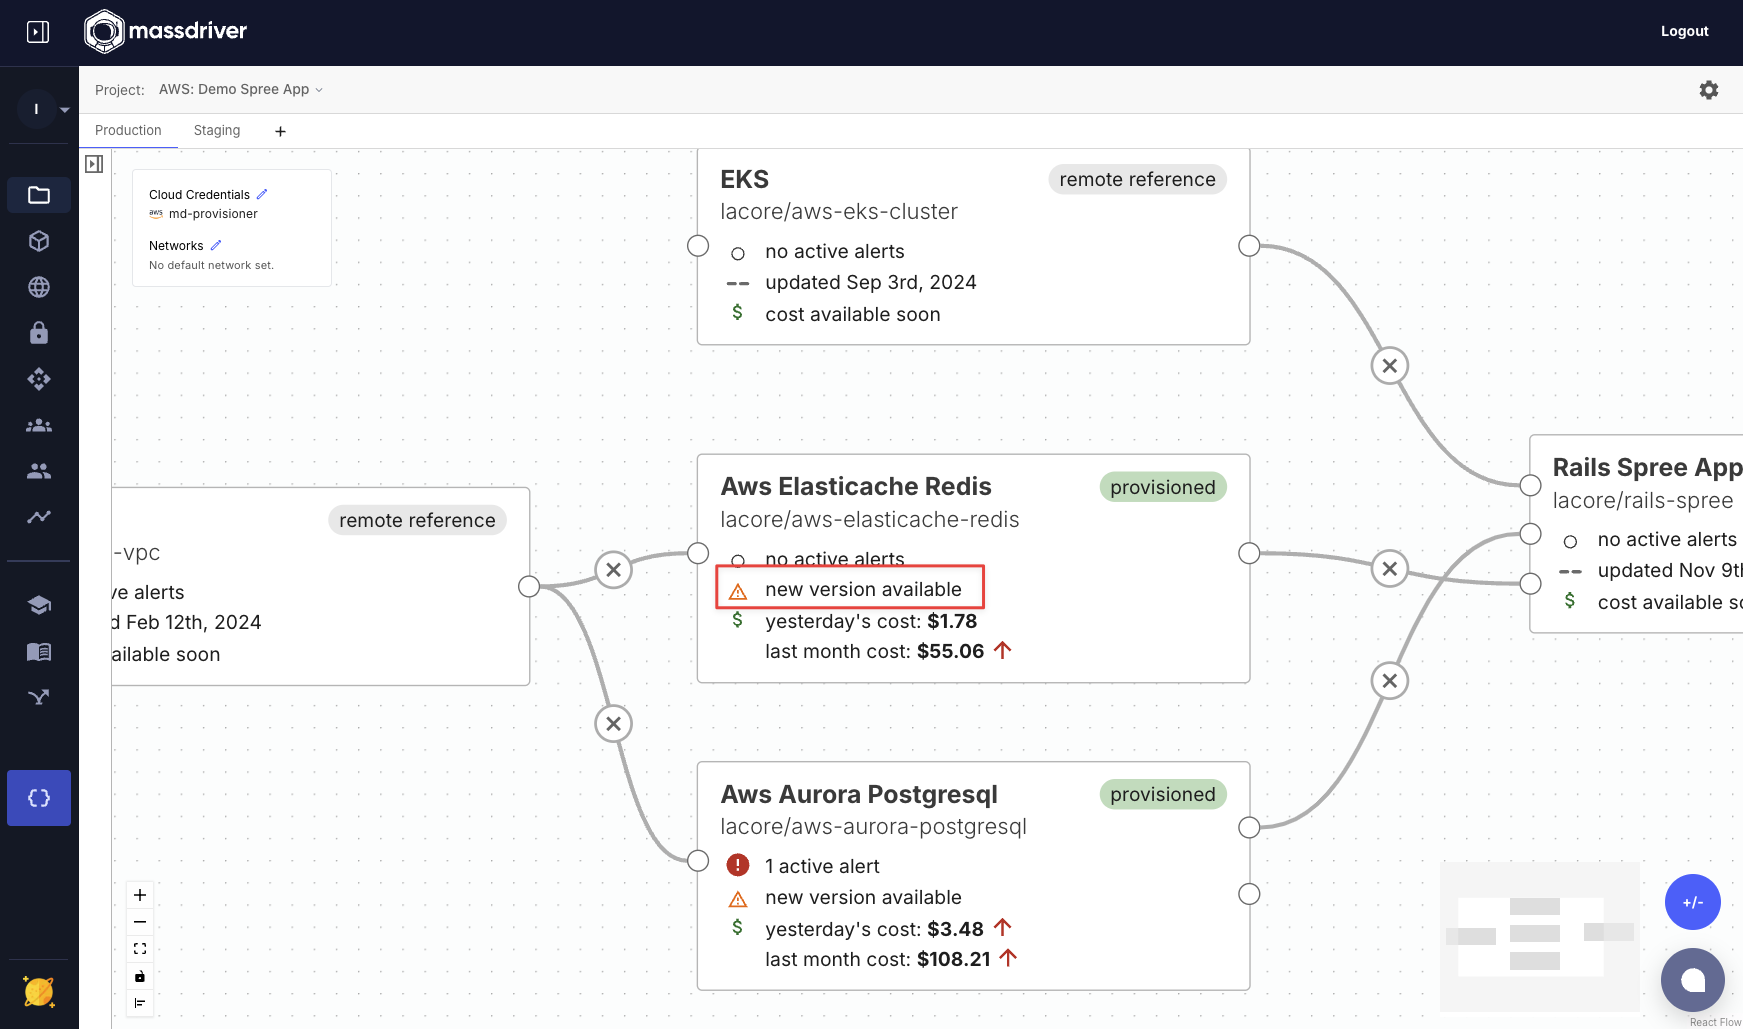 massdriver
Logout
I
Project: AWS: Demo Spree App
Production Staging +
Cloud Credentials
aws md-provisioner
Networks
No default network set.
EKS
remote reference
lacore/aws-eks-cluster
no active alerts
updated Sep 3rd, 2024
$ cost available soon
remote reference
-vpc
ve alerts
d Feb 12th, 2024
ailable soon
Aws Elasticache Redis
provisioned
lacore/aws-elasticache-redis
no active alerts
new version available
$ yesterday's cost: $1.78
last month cost: $55.06
Aws Aurora Postgresql
provisioned
lacore/aws-aurora-postgresql
1 active alert
new version available
$ yesterday's cost: $3.48
last month cost: $108.21
Rails Spree App
lacore/rails-spree
no active alerts
updated Nov 9th
$ cost available so
+/-
React Flow